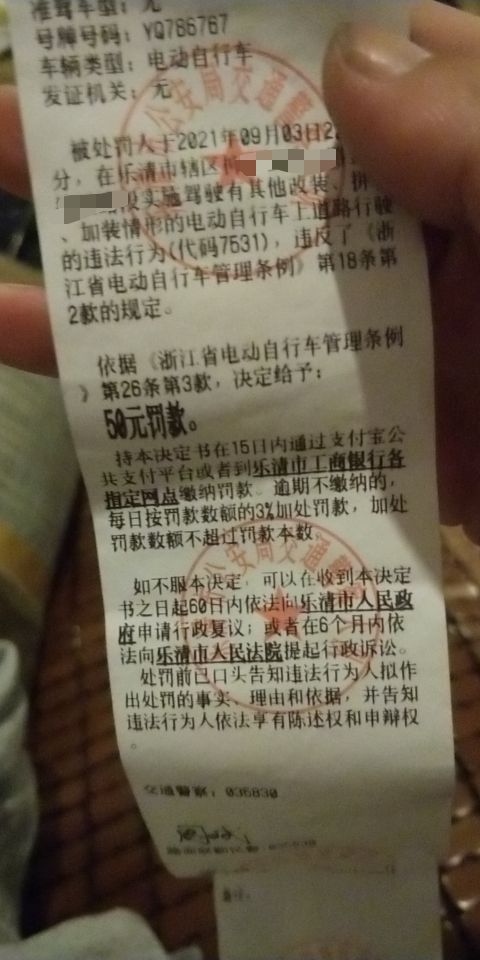 准驾车型：无
号牌号码：YQ786767
车辆类型：电动自行车
发证机关：无
被处罚人于2021年09月03日2
分，在乐清市辖区
段实施驾驶有其他改装、拼
、加装情形的电动自行车上道路行驶
的违法行为(代码7531)，违反了《浙
江省电动自行车管理条例》第18条第
2款的规定。
依据《浙江省电动自行车管理条例
》第26条第3款，决定给予：
50元罚款。
持本决定书在15日内通过支付宝公
共支付平台或者到乐清市工商银行各
指定网点缴纳罚款。逾期不缴纳的，
每日按罚款数额的3%加处罚款，加处
罚款数额不超过罚款本数。
如不服本决定，可以在收到本决定
书之日起60日内依法向乐清市人民政
府申请行政复议；或者在6个月内依
法向乐清市人民法院提起行政诉讼。
处罚前已口头告知违法行为人拟作
出处罚的事实、理由和依据，并告知
违法行为人依法享有陈述权和申辩权
。
036830
公安局交通警
公安局交通警